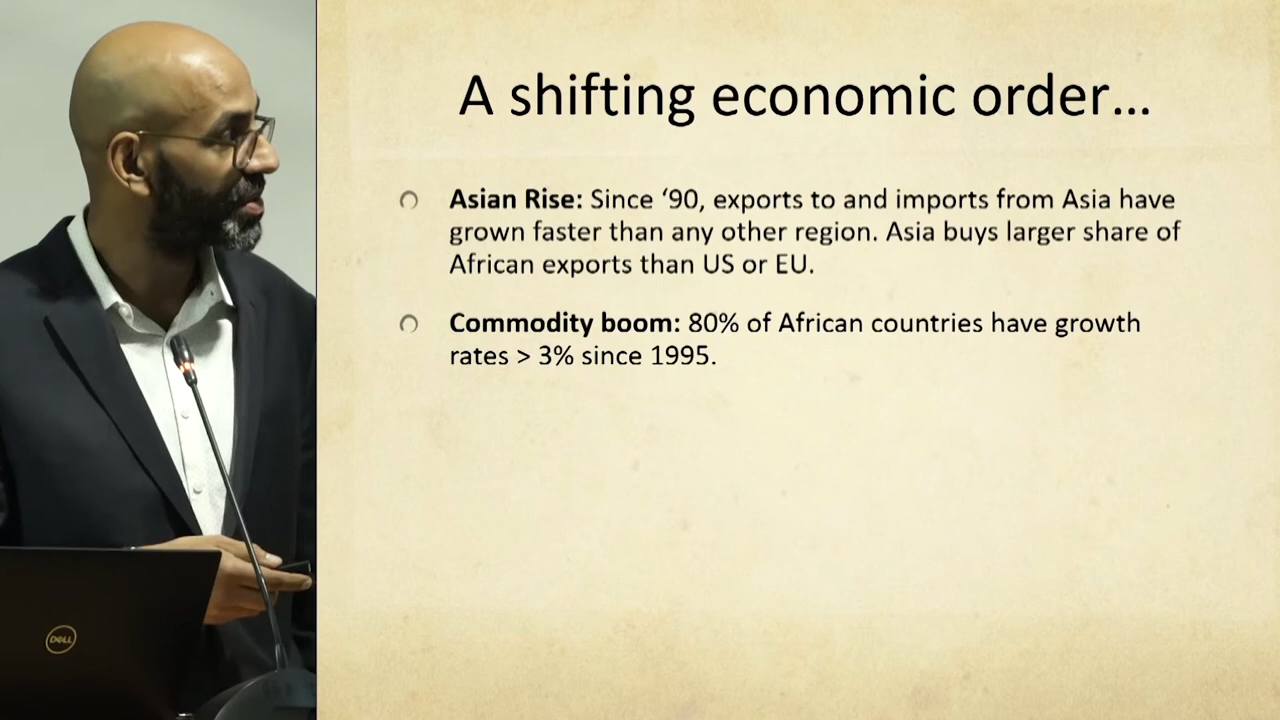 A shifting economic order…
Asian Rise: Since ‘90, exports to and imports from Asia have
grown faster than any other region. Asia buys larger share of
African exports than US or EU.
Commodity boom: 80% of African countries have growth
rates > 3% since 1995.
DELL